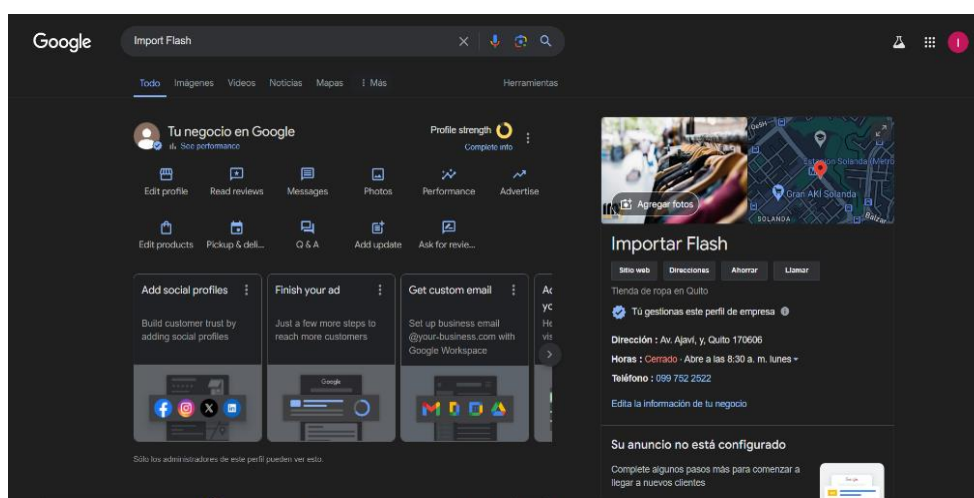 Google
Import Flash
Todo Imágenes Videos Noticias Mapas Más Herramientas
Tu negocio en Google
See performance
Profile strength
Complete info
Edit profile Read reviews Messages Photos Performance Advertise
Edit products Pickup & deli... Q & A Add update Ask for revie...
Add social profiles
Build customer trust by
adding social profiles
Finish your ad
Just a few more steps to
reach more customers
Google
Get custom email
Set up business email
@your-business.com with
Google Workspace
Sólo los administradores de este perfil pueden ver esto.
I
Agregar fotos
Estacion Solanda (Metro
Gran AKI Solanda
SOLANDA
Importar Flash
Sitio web Direcciones Ahorrar Llamar
Tienda de ropa en Quito
Tú gestionas este perfil de empresa
Dirección : Av. Ajaví, y, Quito 170606
Horas : Cerrado · Abre a las 8:30 a. m. lunes
Teléfono : 099 752 2522
Edita la información de tu negocio
Su anuncio no está configurado
Complete algunos pasos más para comenzar a
llegar a nuevos clientes